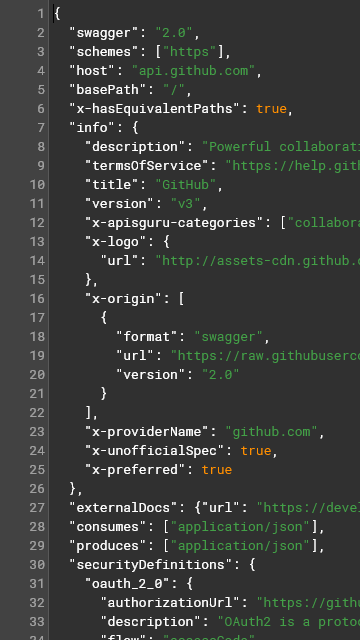 1 {
2 "swagger": "2.0",
3 "schemes": ["https"],
4 "host": "api.github.com",
5 "basePath": "/",
6 "x-hasEquivalentPaths": true,
7 "info": {
8 "description": "Powerful collaborati
9 "termsOfService": "https://help.gith
10 "title": "GitHub",
11 "version": "v3",
12 "x-apisguru-categories": ["collabora
13 "x-logo": {
14 "url": "http://assets-cdn.github.c
15 },
16 "x-origin": [
17 {
18 "format": "swagger",
19 "url": "https://raw.githubuserco
20 "version": "2.0"
21 }
22 ],
23 "x-providerName": "github.com",
24 "x-unofficialSpec": true,
25 "x-preferred": true
26 },
27 "externalDocs": {"url": "https://devel
28 "consumes": ["application/json"],
29 "produces": ["application/json"],
30 "securityDefinitions": {
31 "oauth_2_0": {
32 "authorizationUrl": "https://githu
33 "description": "OAuth2 is a protoc
34 "flow": "accessCode"